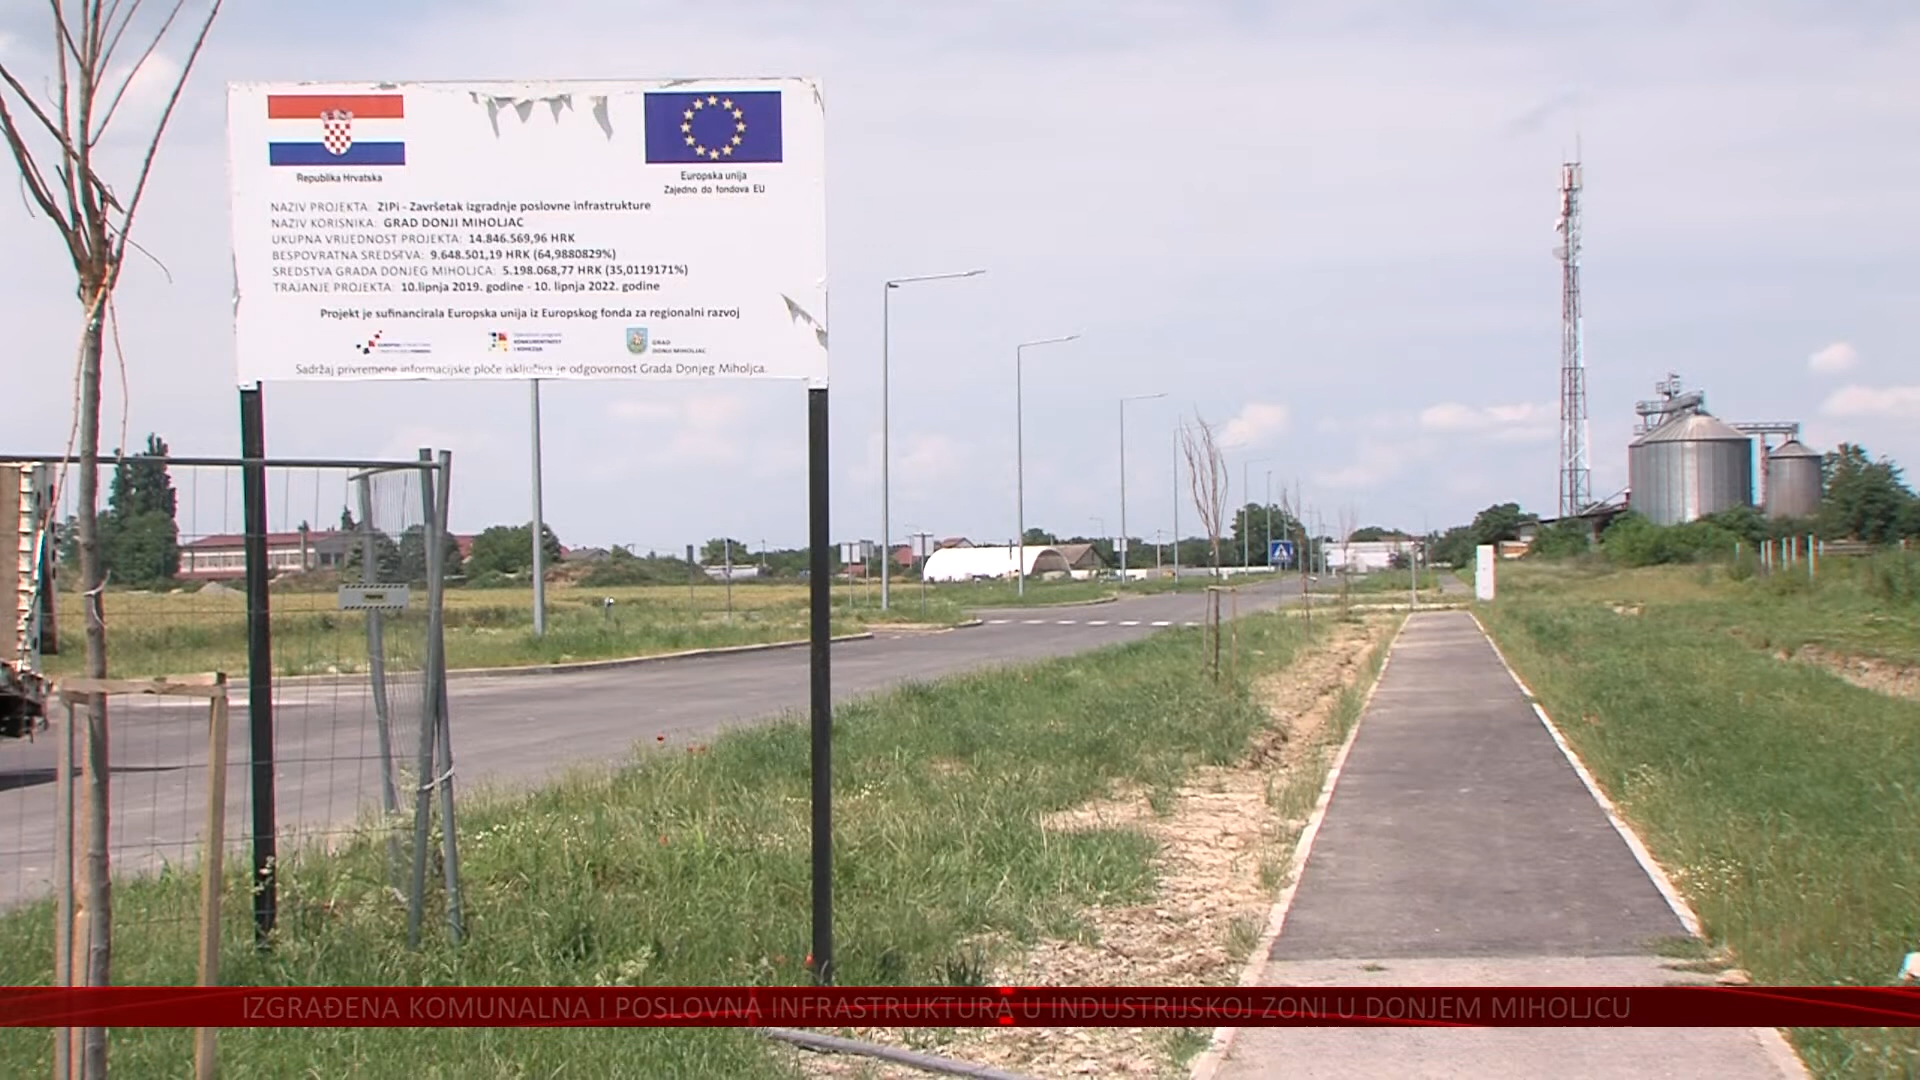 Republika Hrvatska
Europska unija
Zajedno do fondova EU
NAZIV PROJEKTA: ZIPi - Završetak izgradnje poslovne infrastrukture
NAZIV KORISNIKA: GRAD DONJI MIHOLJAC
UKUPNA VRIJEDNOST PROJEKTA: 14.846.569,96 HRK
BESPOVRATNA SREDSTVA: 9.648.501,19 HRK (64,9880829%)
SREDSTVA GRADA DONJEG MIHOLJCA: 5.198.068,77 HRK (35,0119171%)
TRAJANJE PROJEKTA: 10.lipnja 2019. godine - 10. lipnja 2022. godine
Projekt je sufinancirala Europska unija iz Europskog fonda za regionalni razvoj
KONKURENTNOST
I KOHEZIJA
GRAD
DONJI MIHOLJAC
Sadržaj privremene informacijske ploče isključiva je odgovornost Grada Donjeg Miholjca.
IZGRAĐENA KOMUNALNA I POSLOVNA INFRASTRUKTURA U INDUSTRIJSKOJ ZONI U DONJEM MIHOLJCU